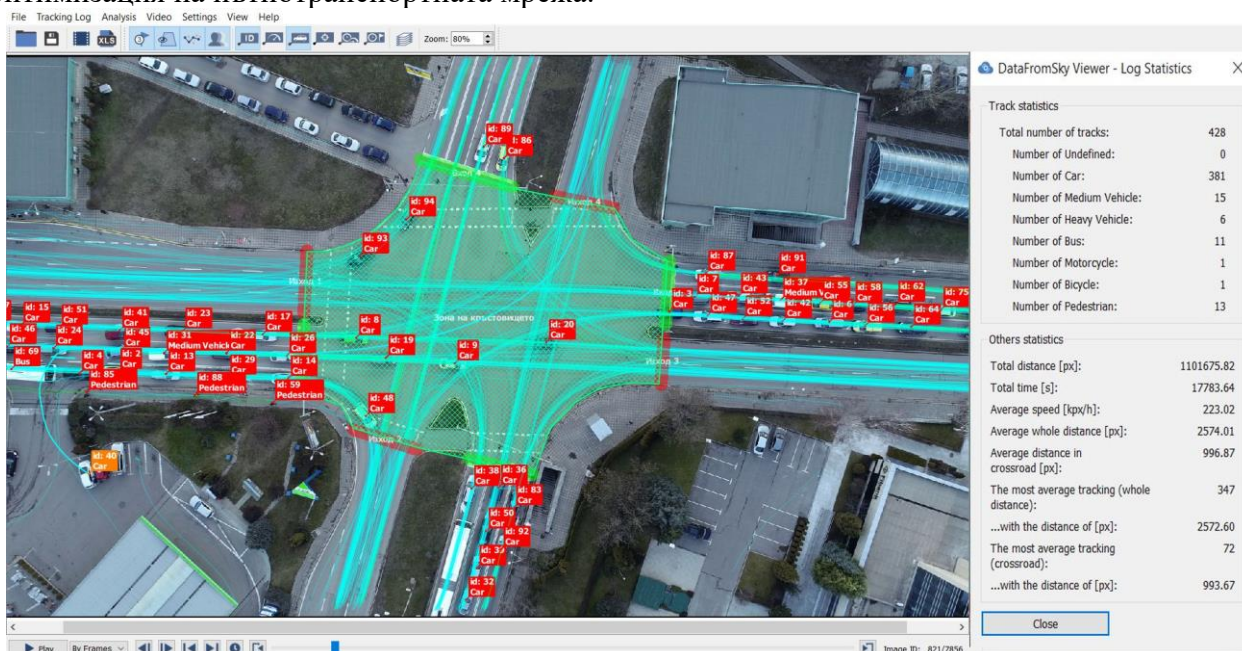 оптимизация на пътнотранспортната мрежа.
File Tracking Log Analysis Video Settings View Help
XLS ID Zoom: 80%
DataFromSky Viewer - Log Statistics
Track statistics
Total number of tracks: 428
Number of Undefined: 0
Number of Car: 381
Number of Medium Vehicle: 15
Number of Heavy Vehicle: 6
Number of Bus: 11
Number of Motorcycle: 1
Number of Bicycle: 1
Number of Pedestrian: 13
Others statistics
Total distance [px]: 1101675.82
Total time [s]: 17783.64
Average speed [kpx/h]: 223.02
Average whole distance [px]: 2574.01
Average distance in
crossroad [px]: 996.87
The most average tracking (whole
distance): 347
...with the distance of [px]: 2572.60
The most average tracking
(crossroad): 72
...with the distance of [px]: 993.67
Close
id: 89
Car
86
Car
id: 94
Car
id: 93
Car
Изход 4
Изход 1
Зона на кръстовището
Изход 3
Изход 2
id: 87
Car
id: 91
Car
id: 7
Car
id: 43
Car
id: 37
Medium V
id: 55
Car
id: 58
Car
id: 62
Car
id: 75
Car
id: 3
Car
id: 47
Car
id: 52
Car
id: 42
Car
id: 6
Car
id: 56
Car
id: 64
Car
id: 15
Car
id: 51
Car
id: 41
Car
id: 23
Car
id: 17
Car
id: 46
Car
id: 24
Car
id: 45
Car
id: 31
Medium Vehicle
id: 22
Car
id: 26
Car
id: 8
Car
id: 19
Car
id: 9
Car
id: 20
Car
id: 69
Bus
id: 4
Car
id: 2
Car
id: 13
Car
id: 29
Car
id: 14
Car
id: 85
Pedestrian
id: 88
Pedestrian
id: 59
Pedestrian
id: 48
Car
id: 40
Car
id: 38
Car
id: 36
Car
id: 83
Car
id: 50
Car
id: 92
Car
Car
id: 32
Car
Play By Frames Image ID: 821/7856